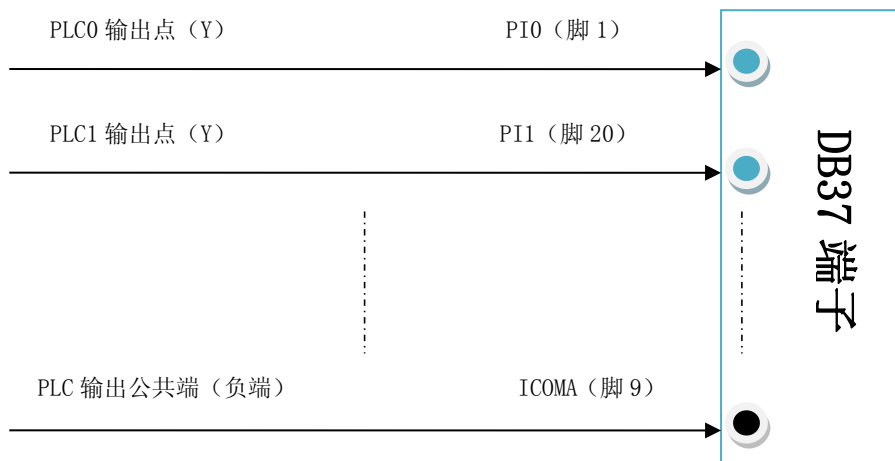 PLC0 输出点（Y） PI0（脚 1）
PLC1 输出点（Y） PI1（脚 20）
DB37 端子
PLC 输出公共端（负端） ICOMA（脚 9）